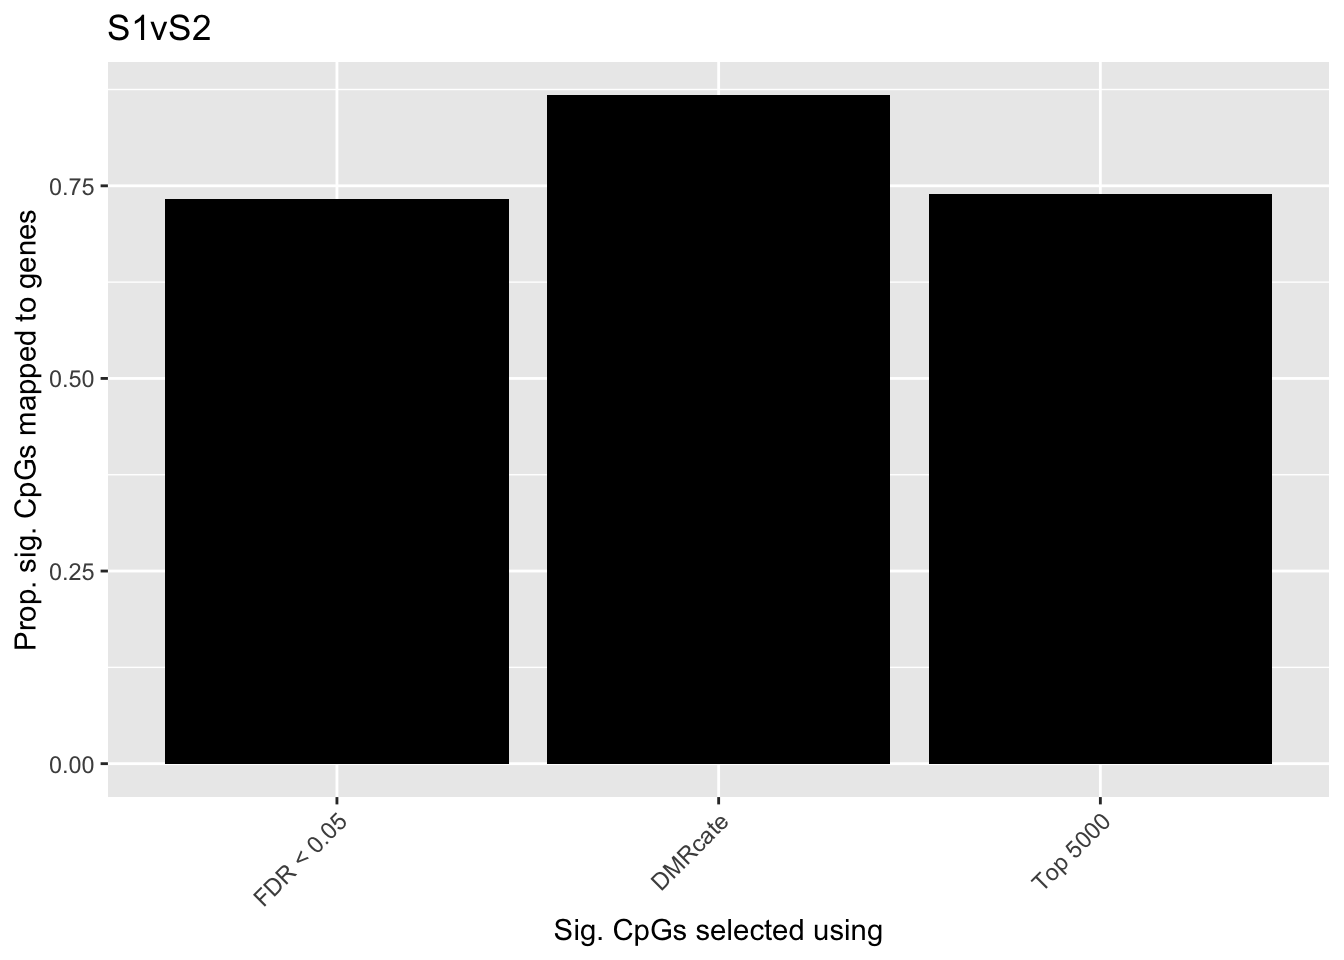 S1vS2
Prop. sig. CpGs mapped to genes
0.75
0.50
0.25
0.00
FDR < 0.05
DMRcate
Top 5000
Sig. CpGs selected using